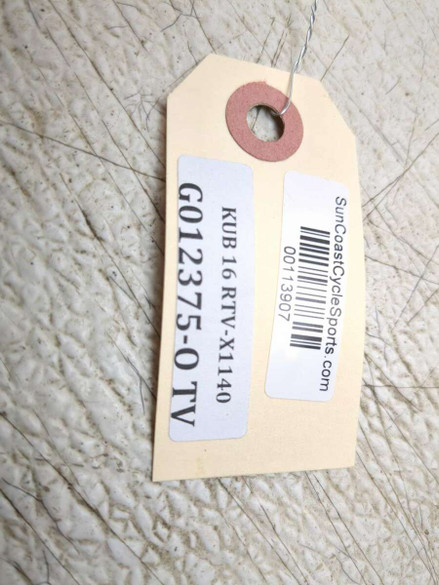 SunCoastCycleSports.com
00113907
KUB 16 RTV-X1140
G012375-O TV